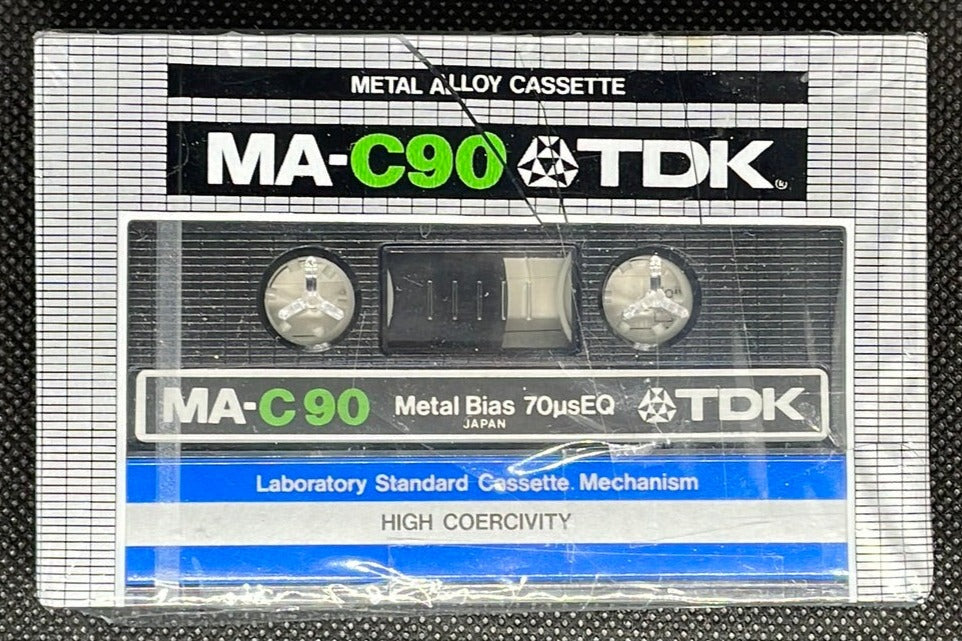 METAL ALLOY CASSETTE
MA-C90 TDK®
MA-C90 Metal Bias 70µsEQ TDK
JAPAN
Laboratory Standard Cassette Mechanism
HIGH COERCIVITY